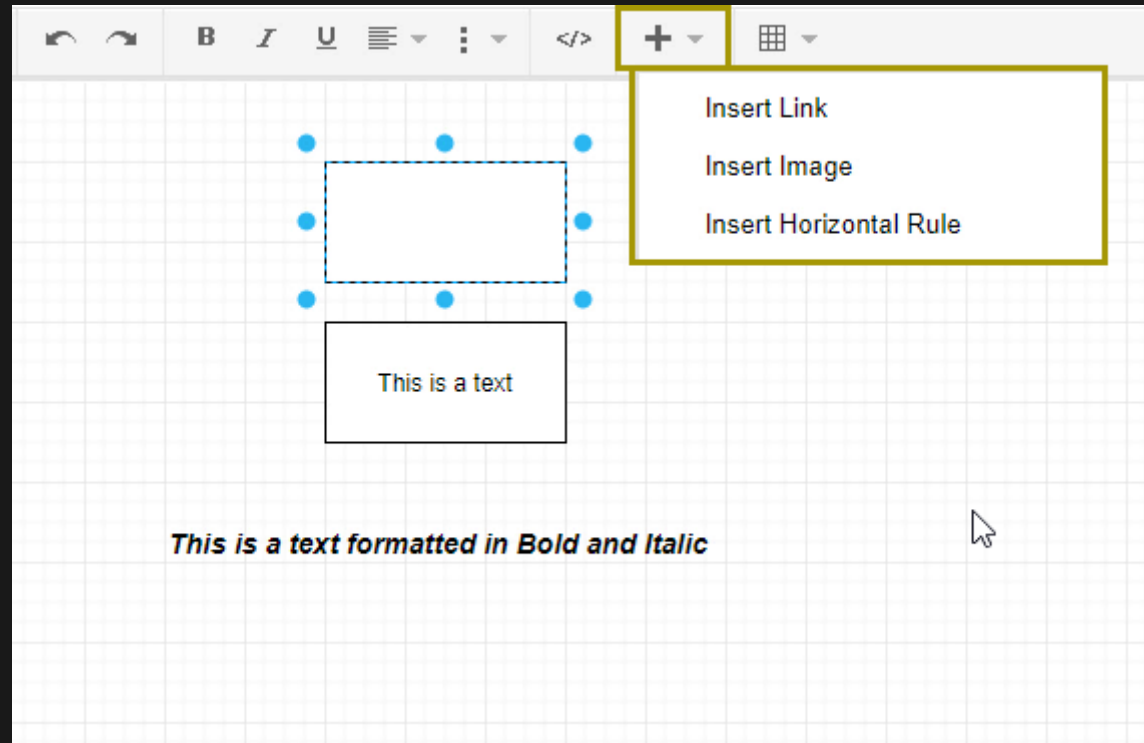 B I U </>
Insert Link
Insert Image
Insert Horizontal Rule
This is a text
This is a text formatted in Bold and Italic